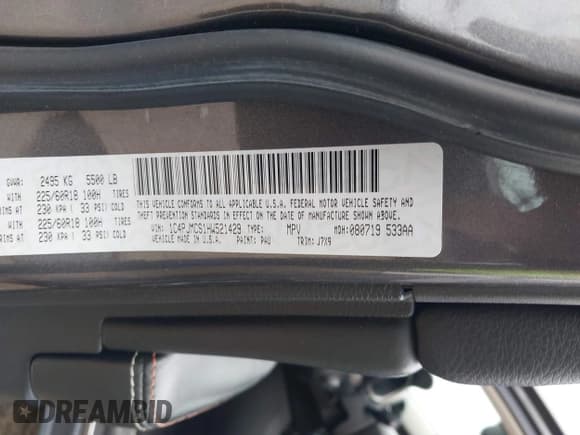 GVWR: 2495 KG 5500 LB
WITH 225/60R18 100H TIRES
RIMS AT 230 KPA ( 33 PSI) COLD
WITH 225/60R18 100H TIRES
RIMS AT 230 KPA ( 33 PSI) COLD
THIS VEHICLE CONFORMS TO ALL APPLICABLE U.S.A. FEDERAL MOTOR VEHICLE SAFETY AND
THEFT PREVENTION STANDARDS IN EFFECT ON THE DATE OF MANUFACTURE SHOWN ABOVE.
VIN: 1C4PJMCS1HW521429 TYPE: MPV MDH:080719 533AA
VEHICLE MADE IN U.S.A. PAINT: PAU TRIM: J7X9
DREAMBID